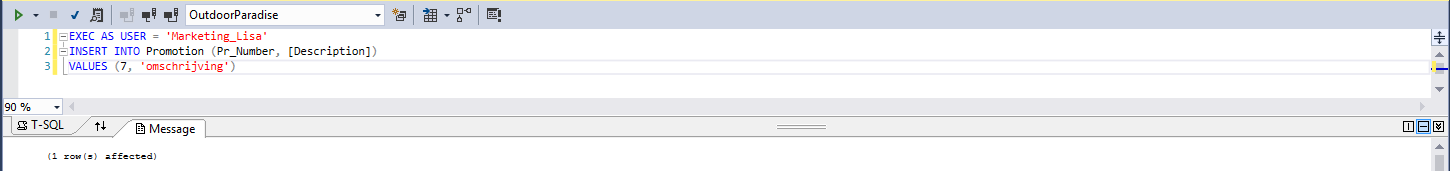 OutdoorParadise
1 EXEC AS USER = 'Marketing_Lisa'
2 INSERT INTO Promotion (Pr_Number, [Description])
3 VALUES (7, 'omschrijving')
90 %
T-SQL Message
(1 row(s) affected)